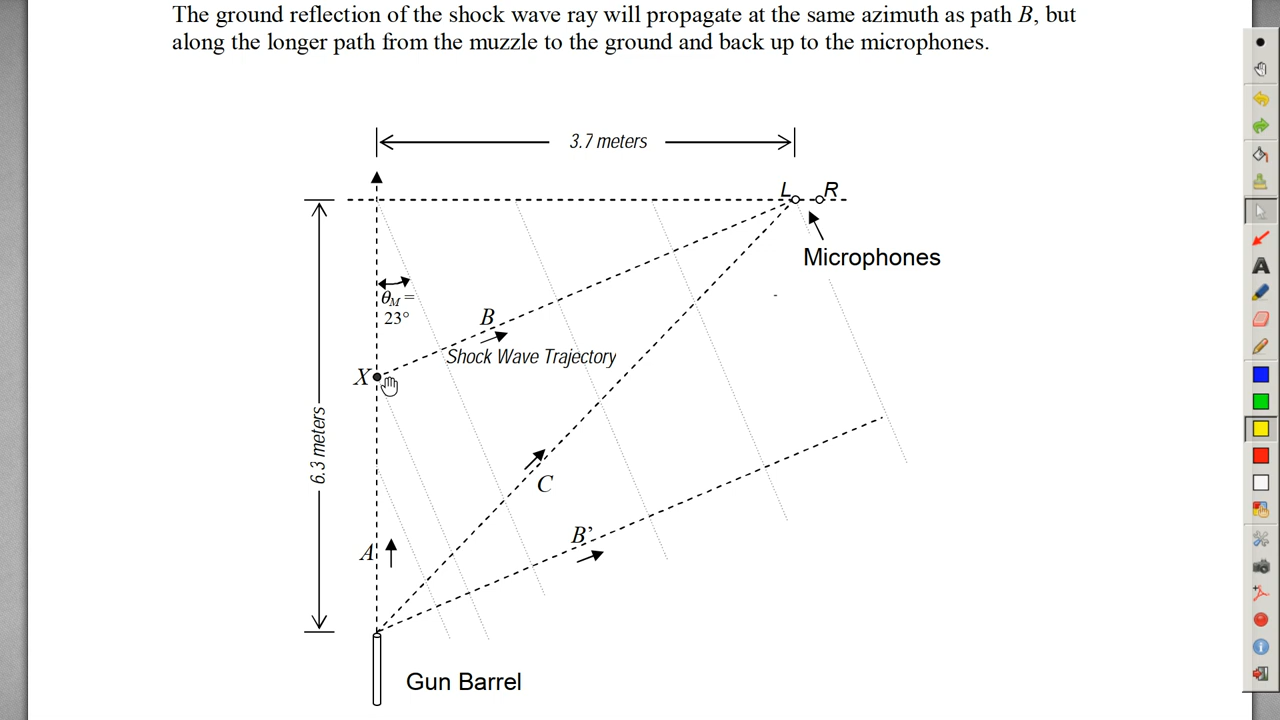 The ground reflection of the shock wave ray will propagate at the same azimuth as path B, but
along the longer path from the muzzle to the ground and back up to the microphones.
3.7 meters
L R
Microphones
θM =
23°
B
Shock Wave Trajectory
X
6.3 meters
C
B’
A
Gun Barrel